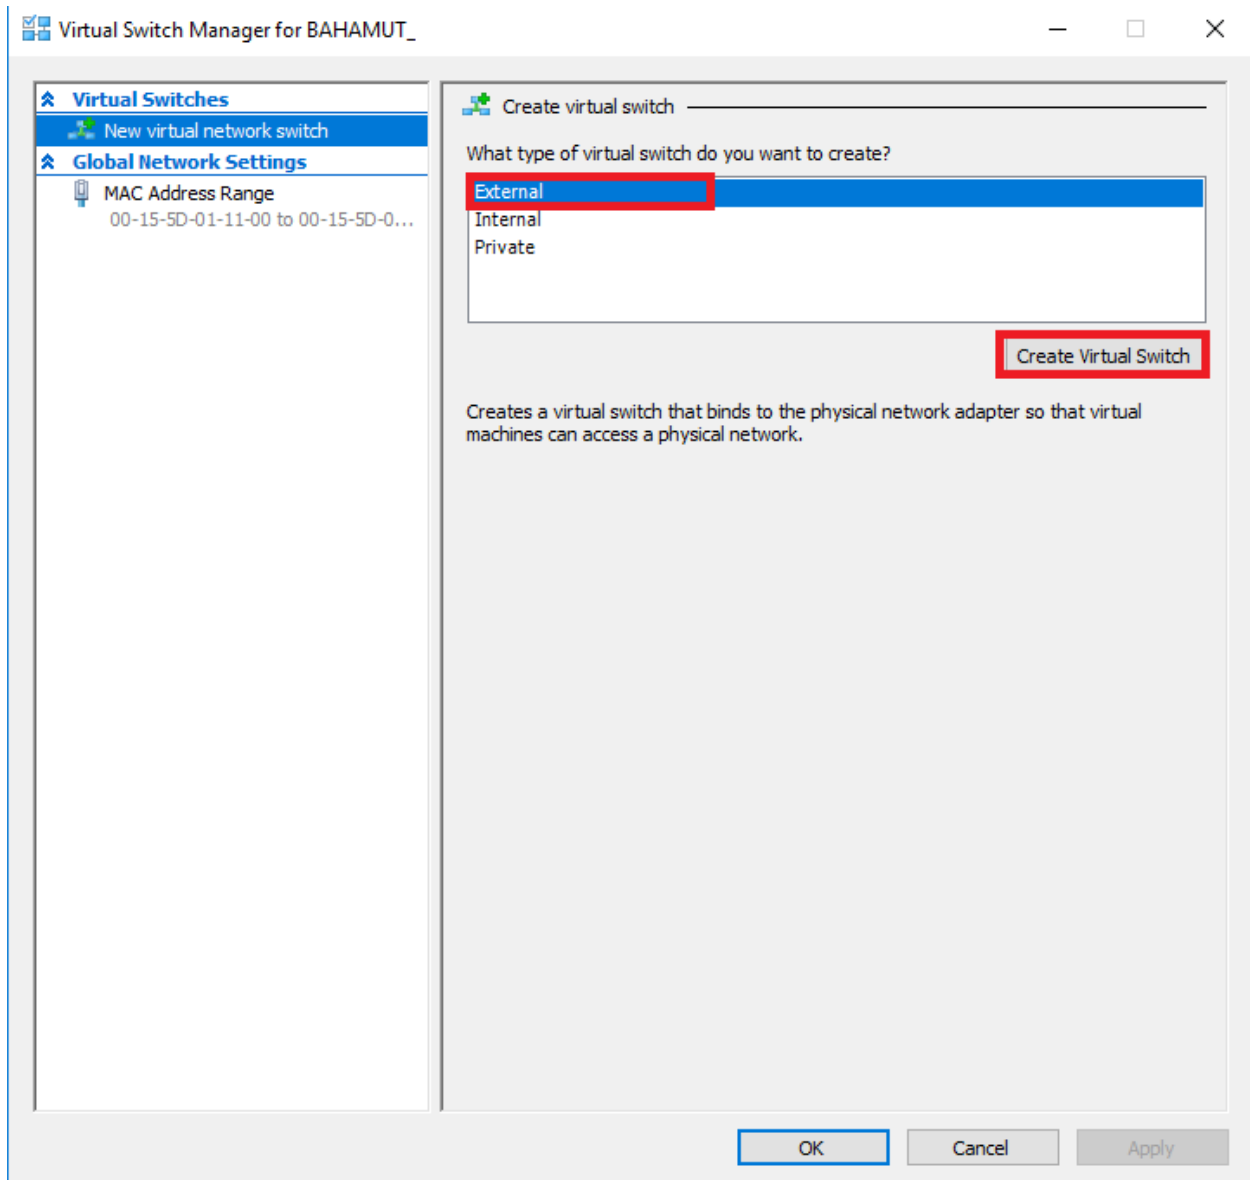 Virtual Switch Manager for BAHAMUT_
Virtual Switches
New virtual network switch
Global Network Settings
MAC Address Range
00-15-5D-01-11-00 to 00-15-5D-0...
Create virtual switch
What type of virtual switch do you want to create?
External
Internal
Private
Create Virtual Switch
Creates a virtual switch that binds to the physical network adapter so that virtual
machines can access a physical network.
OK
Cancel
Apply